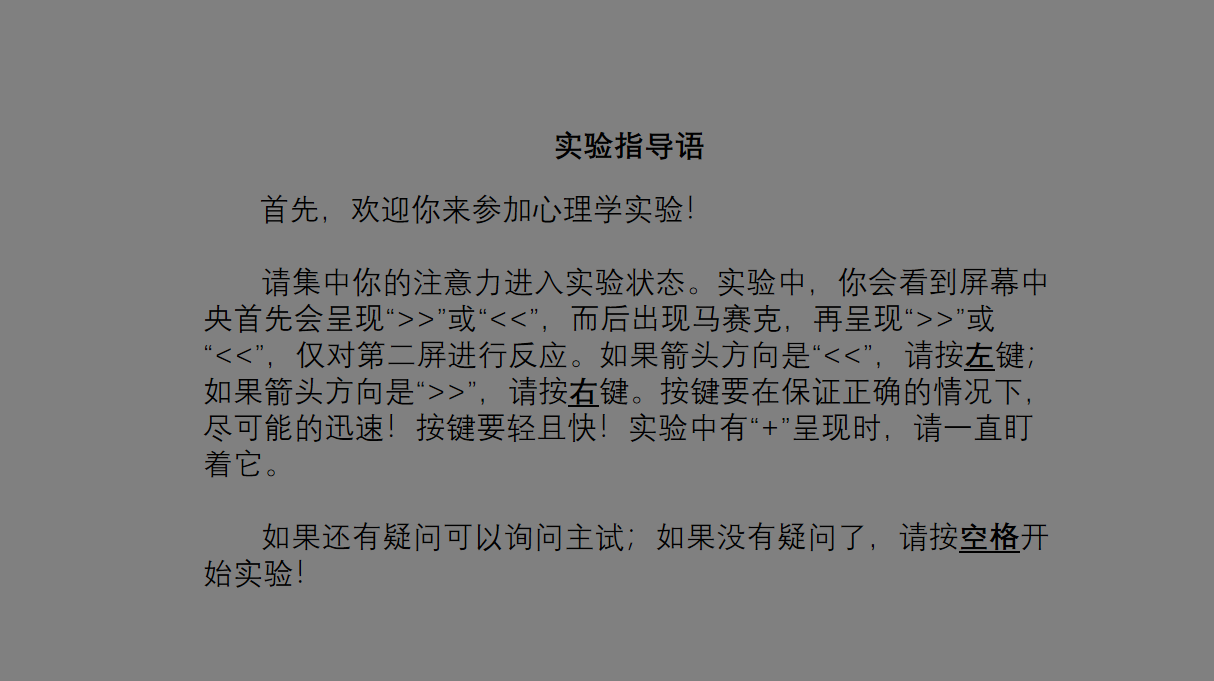 实验指导语
首先，欢迎你来参加心理学实验！
请集中你的注意力进入实验状态。实验中，你会看到屏幕中
央首先会呈现“>>”或“<<”，而后出现马赛克，再呈现“>>”或
“<<”，仅对第二屏进行反应。如果箭头方向是“<<”，请按左键；
如果箭头方向是“>>”，请按右键。按键要在保证正确的情况下，
尽可能的迅速！按键要轻且快！实验中有“+”呈现时，请一直盯
着它。
如果还有疑问可以询问主试；如果没有疑问了，请按空格开
始实验！